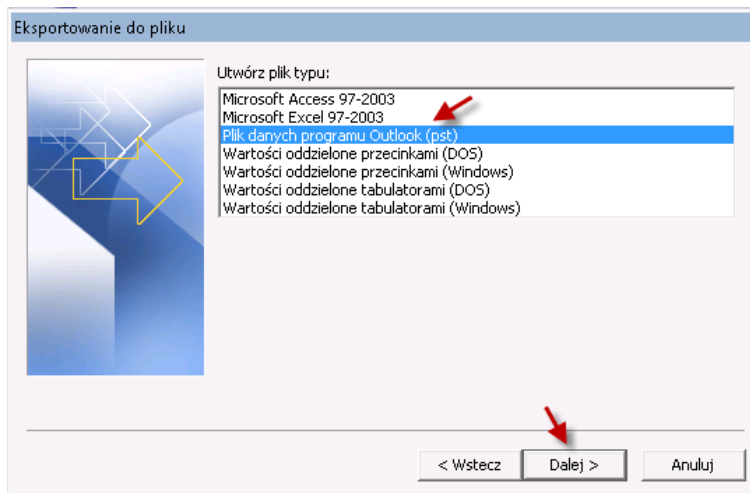 Eksportowanie do pliku
Utwórz plik typu:
Microsoft Access 97-2003
Microsoft Excel 97-2003
Plik danych programu Outlook (pst)
Wartości oddzielone przecinkami (DOS)
Wartości oddzielone przecinkami (Windows)
Wartości oddzielone tabulatorami (DOS)
Wartości oddzielone tabulatorami (Windows)
< Wstecz Dalej > Anuluj